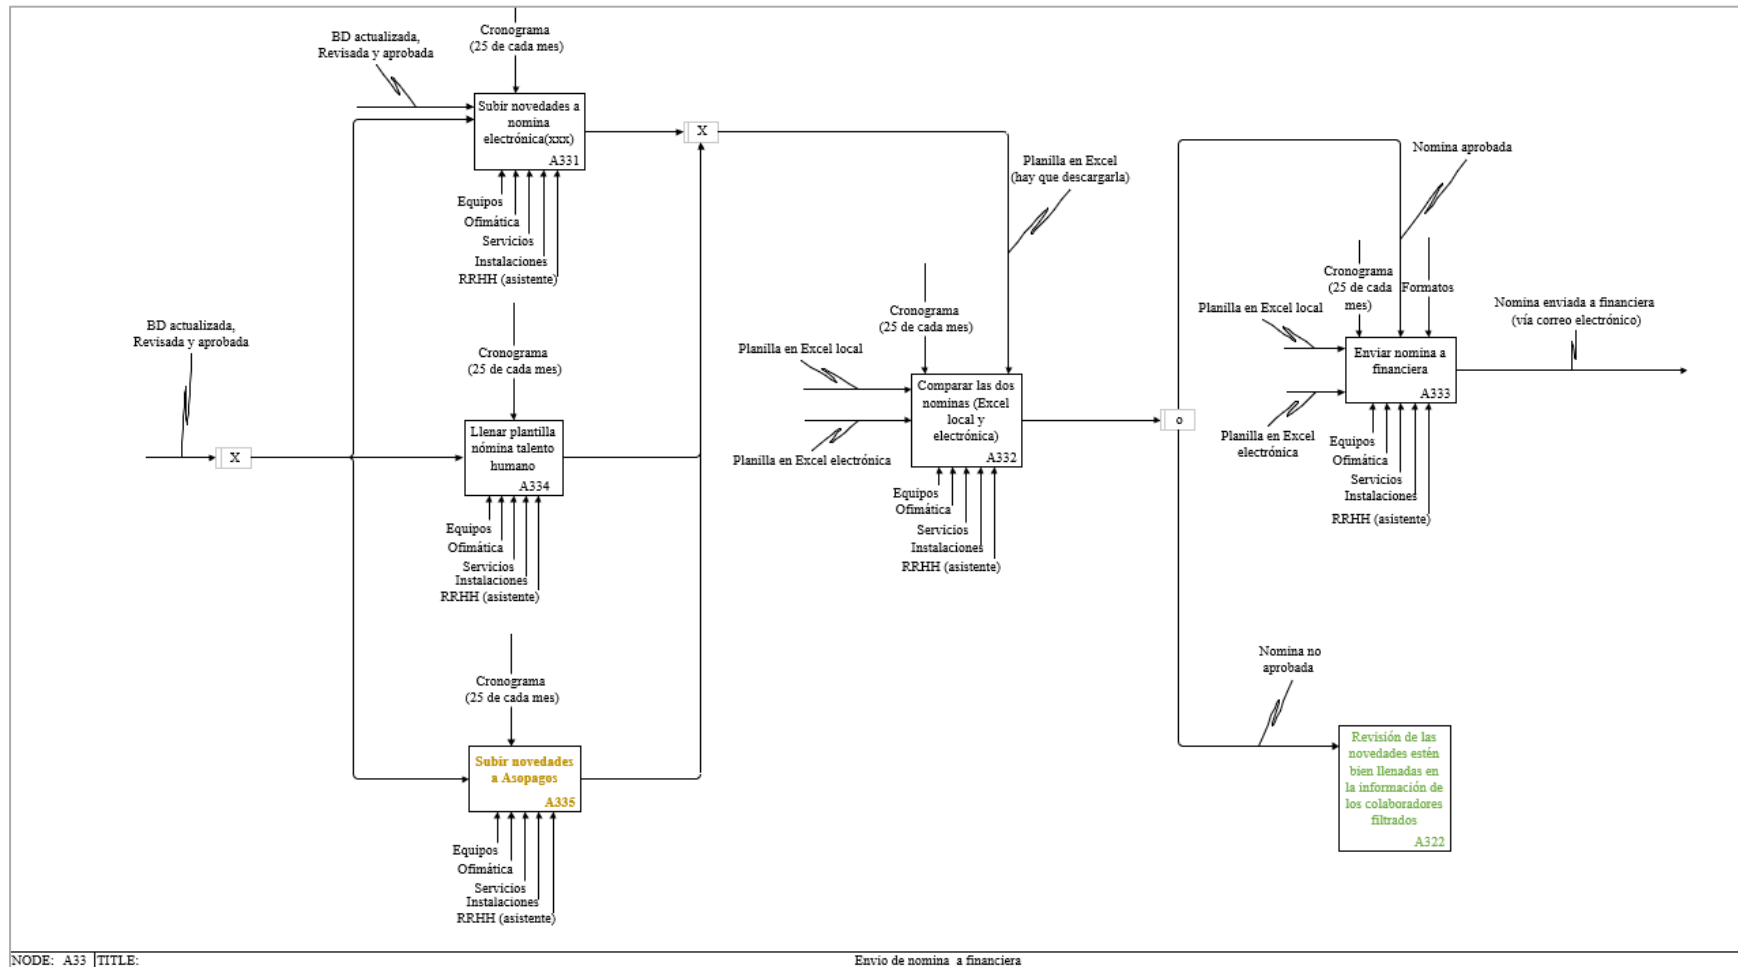 Cronograma
(25 de cada mes)
BD actualizada,
Revisada y aprobada
Subir novedades a
nomina
electrónica(xxx)
A331
X
Equipos
Ofimática
Servicios
Instalaciones
RRHH (asistente)
BD actualizada,
Revisada y aprobada
X
Cronograma
(25 de cada mes)
Llenar plantilla
nómina talento
humano
A334
Equipos
Ofimática
Servicios
Instalaciones
RRHH (asistente)
Cronograma
(25 de cada mes)
Subir novedades
a Asopagos
A335
Equipos
Ofimática
Servicios
Instalaciones
RRHH (asistente)
Planilla en Excel
(hay que descargarla)
Cronograma
(25 de cada mes)
Planilla en Excel local
Planilla en Excel electrónica
Comparar las dos
nominas (Excel
local y
electrónica)
A332
Equipos
Ofimática
Servicios
Instalaciones
RRHH (asistente)
o
Nomina aprobada
Cronograma
(25 de cada
mes)
Formatos
Planilla en Excel local
Planilla en Excel
electrónica
Enviar nomina a
financiera
A333
Nomina enviada a financiera
(vía correo electrónico)
Equipos
Ofimática
Servicios
Instalaciones
RRHH (asistente)
Nomina no
aprobada
Revisión de las
novedades estén
bien llenadas en
la información de
los colaboradores
filtrados
A322
NODE: A33 TITLE: Envio de nomina a financiera